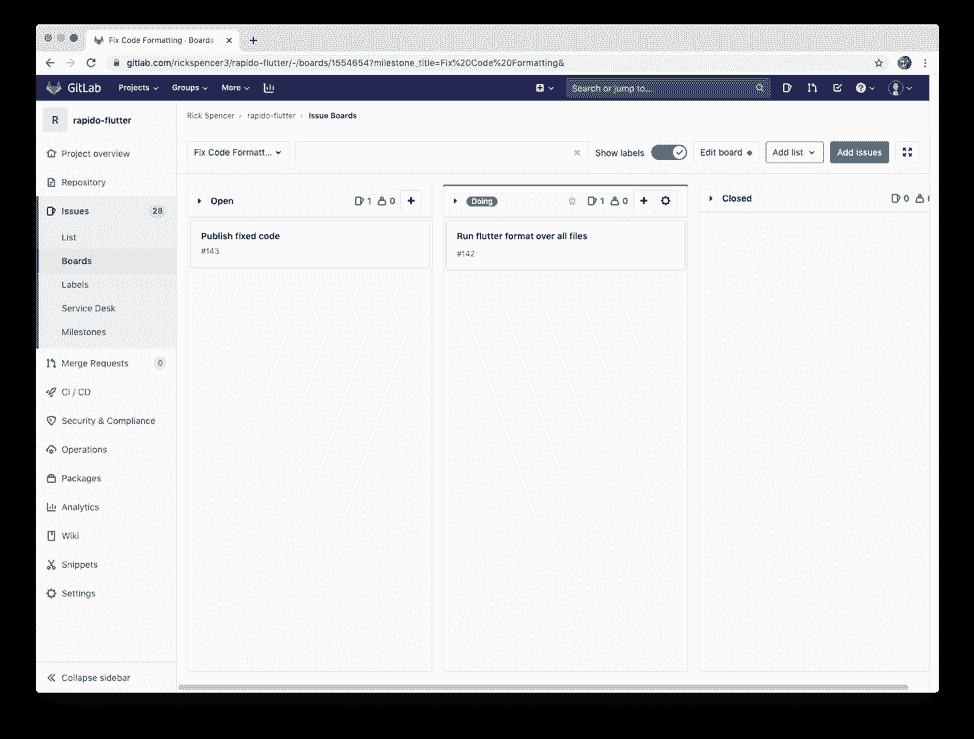 Fix Code Formatting · Boards
gitlab.com/rickspencer3/rapido-flutter/-/boards/1554654?milestone_title=Fix%20Code%20Formatting&
GitLab Projects Groups More Search or jump to...
R rapido-flutter
Rick Spencer › rapido-flutter › Issue Boards
Fix Code Formatt... Show labels Edit board Add list Add issues
Project overview
Repository
Issues 28
List
Boards
Labels
Service Desk
Milestones
Merge Requests 0
CI / CD
Security & Compliance
Operations
Packages
Analytics
Wiki
Snippets
Settings
Collapse sidebar
Open 1 0
Publish fixed code
#143
Doing 1 0
Run flutter format over all files
#142
Closed 0